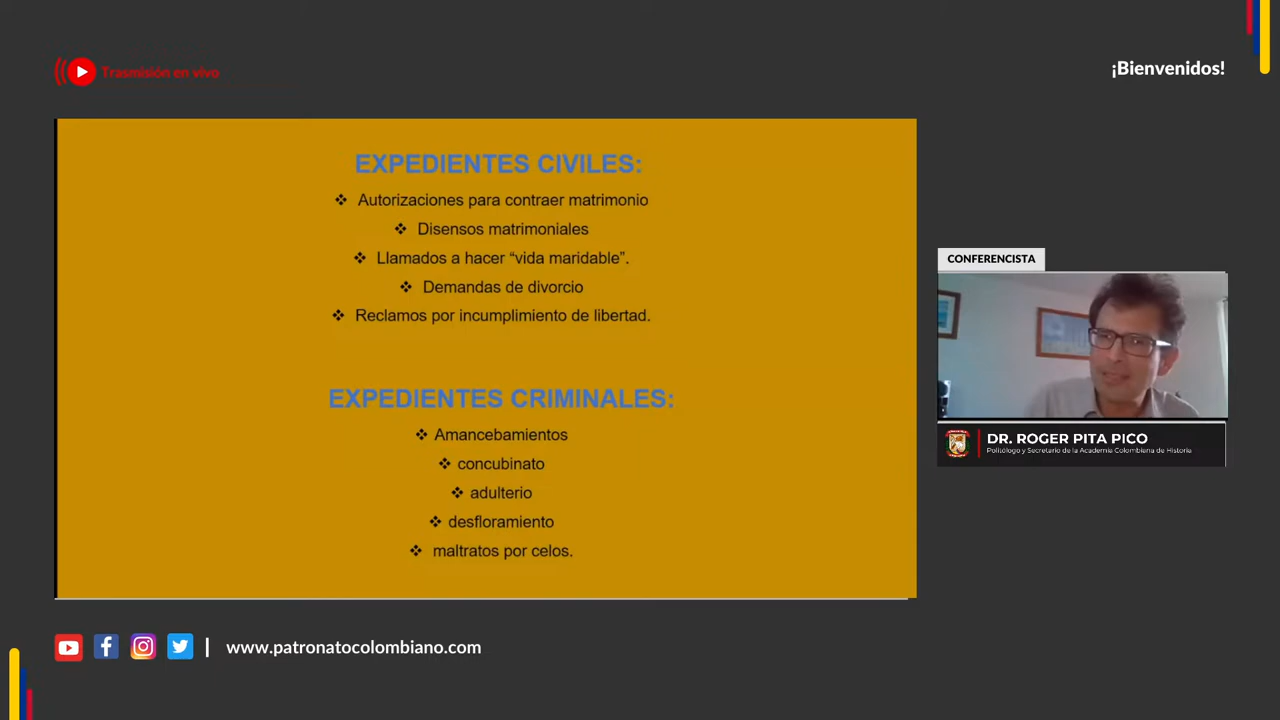 Trasmisión en vivo
¡Bienvenidos!
EXPEDIENTES CIVILES:
❖ Autorizaciones para contraer matrimonio
❖ Disensos matrimoniales
❖ Llamados a hacer “vida maridable”.
❖ Demandas de divorcio
❖ Reclamos por incumplimiento de libertad.
EXPEDIENTES CRIMINALES:
❖ Amancebamientos
❖ concubinato
❖ adulterio
❖ desfloramiento
❖ maltratos por celos.
CONFERENCISTA
DR. ROGER PITA PICO
Politólogo y Secretario de la Academia Colombiana de Historia
www.patronatocolombiano.com